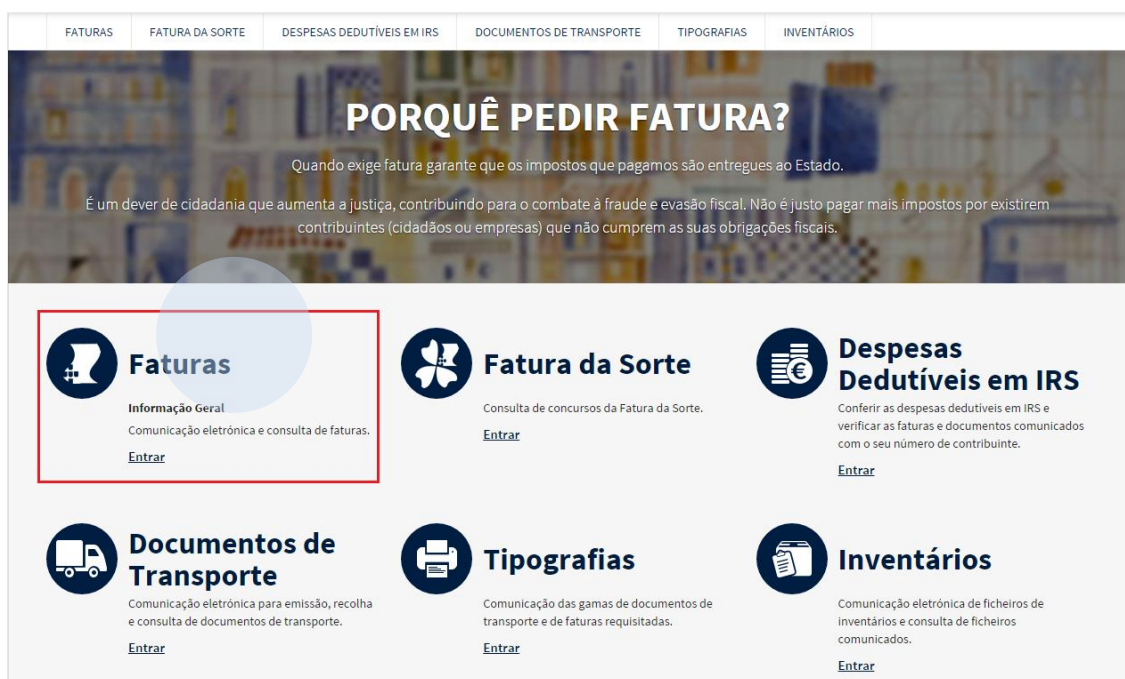 FATURAS FATURA DA SORTE DESPESAS DEDUTÍVEIS EM IRS DOCUMENTOS DE TRANSPORTE TIPOGRAFIAS INVENTÁRIOS
PORQUÊ PEDIR FATURA?
Quando exige fatura garante que os impostos que pagamos são entregues ao Estado.
É um dever de cidadania que aumenta a justiça, contribuindo para o combate à fraude e evasão fiscal. Não é justo pagar mais impostos por existirem
contribuintes (cidadãos ou empresas) que não cumprem as suas obrigações fiscais.
Faturas
Informação Geral
Comunicação eletrónica e consulta de faturas.
Entrar
Fatura da Sorte
Consulta de concursos da Fatura da Sorte.
Entrar
Despesas
Dedutíveis em IRS
Conferir as despesas dedutíveis em IRS e
verificar as faturas e documentos comunicados
com o seu número de contribuinte.
Entrar
Documentos de
Transporte
Comunicação eletrónica para emissão, recolha
e consulta de documentos de transporte.
Entrar
Tipografias
Comunicação das gamas de documentos de
transporte e de faturas requisitadas.
Entrar
Inventários
Comunicação eletrónica de ficheiros de
inventários e consulta de ficheiros
comunicados.
Entrar